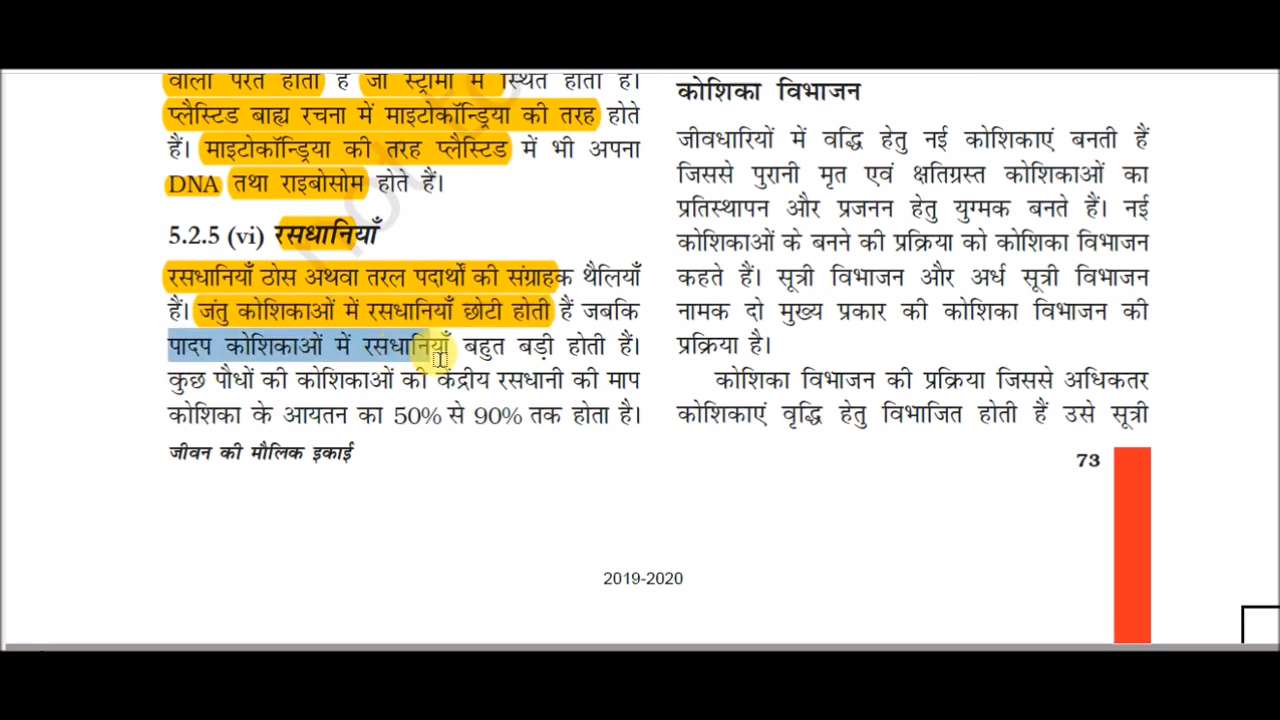 वाली परत होती है जो स्ट्रोमा में स्थित होती है।
प्लैस्टिड बाह्य रचना में माइटोकॉन्ड्रिया की तरह होते
हैं। माइटोकॉन्ड्रिया की तरह प्लैस्टिड में भी अपना
DNA तथा राइबोसोम होते हैं।
5.2.5 (vi) रसधानियाँ
रसधानियाँ ठोस अथवा तरल पदार्थों की संग्राहक थैलियाँ
हैं। जंतु कोशिकाओं में रसधानियाँ छोटी होती हैं जबकि
पादप कोशिकाओं में रसधानियाँ बहुत बड़ी होती हैं।
कुछ पौधों की कोशिकाओं की केंद्रीय रसधानी की माप
कोशिका के आयतन का 50% से 90% तक होता है।
जीवन की मौलिक इकाई
कोशिका विभाजन
जीवधारियों में वद्धि हेतु नई कोशिकाएं बनती हैं
जिससे पुरानी मृत एवं क्षतिग्रस्त कोशिकाओं का
प्रतिस्थापन और प्रजनन हेतु युग्मक बनते हैं। नई
कोशिकाओं के बनने की प्रक्रिया को कोशिका विभाजन
कहते हैं। सूत्री विभाजन और अर्ध सूत्री विभाजन
नामक दो मुख्य प्रकार की कोशिका विभाजन की
प्रक्रिया है।
कोशिका विभाजन की प्रक्रिया जिससे अधिकतर
कोशिकाएं वृद्धि हेतु विभाजित होती हैं उसे सूत्री
73
2019-2020